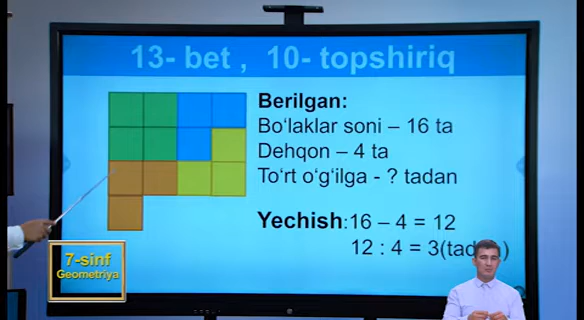 13- bet , 10- topshiriq
Berilgan:
Bo‘laklar soni – 16 ta
Dehqon – 4 ta
To‘rt o‘g‘ilga - ? tadan
Yechish:16 – 4 = 12
12 : 4 = 3(tadan)
7-sinf
Geometriya